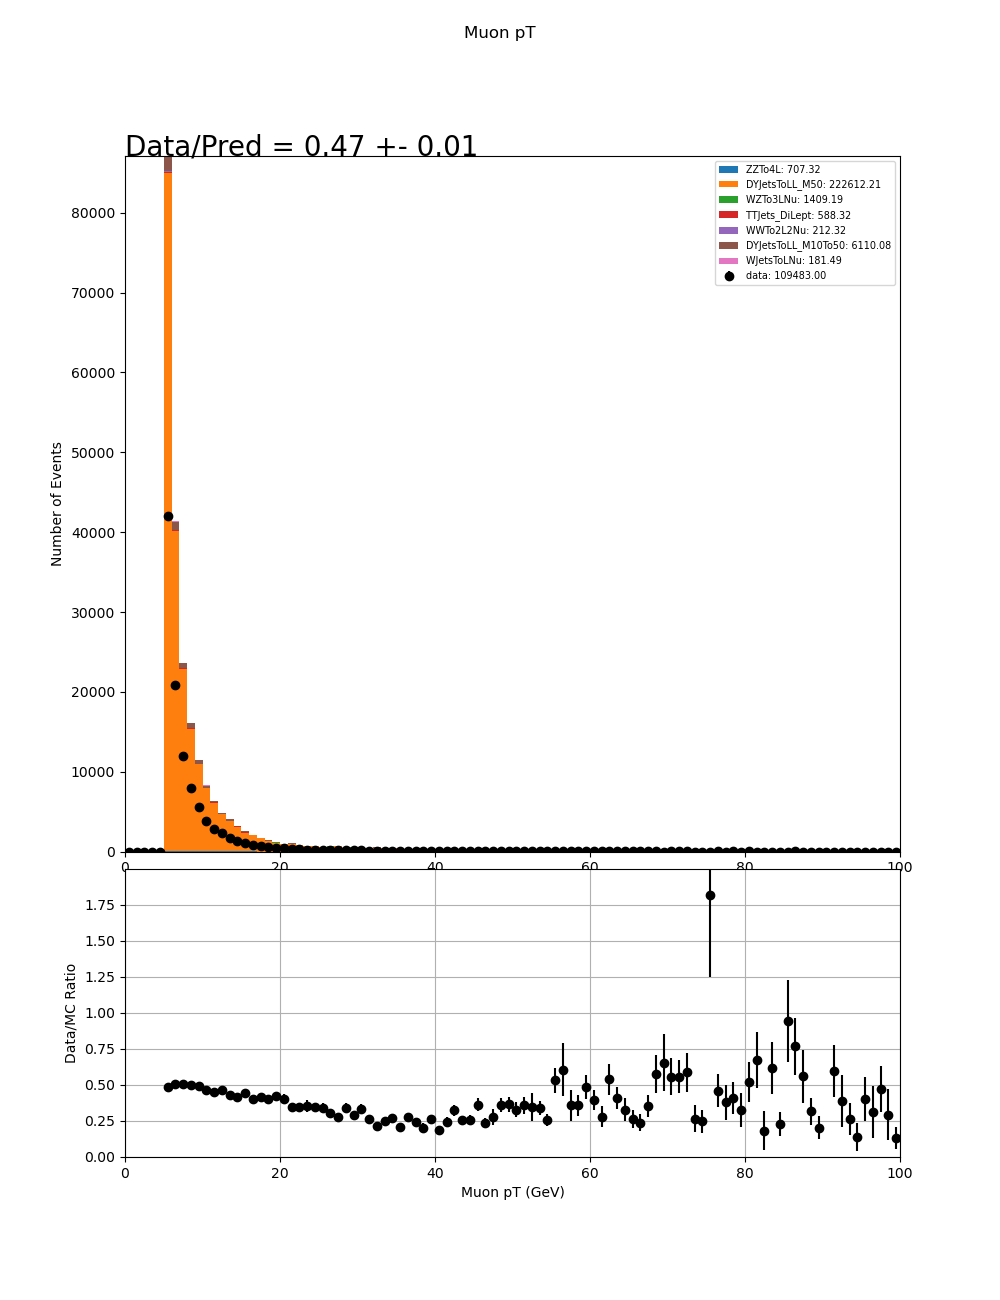 Muon pT
Data/Pred = 0.47 +- 0.01
ZZTo4L: 707.32
DYJetsToLL_M50: 222612.21
WZTo3LNu: 1409.19
TTJets_DiLept: 588.32
WWTo2L2Nu: 212.32
DYJetsToLL_M10To50: 6110.08
WJetsToLNu: 181.49
data: 109483.00
Number of Events
80000
70000
60000
50000
40000
30000
20000
10000
0
0 20 40 60 80 100
Data/MC Ratio
1.75
1.50
1.25
1.00
0.75
0.50
0.25
0.00
0 20 40 60 80 100
Muon pT (GeV)